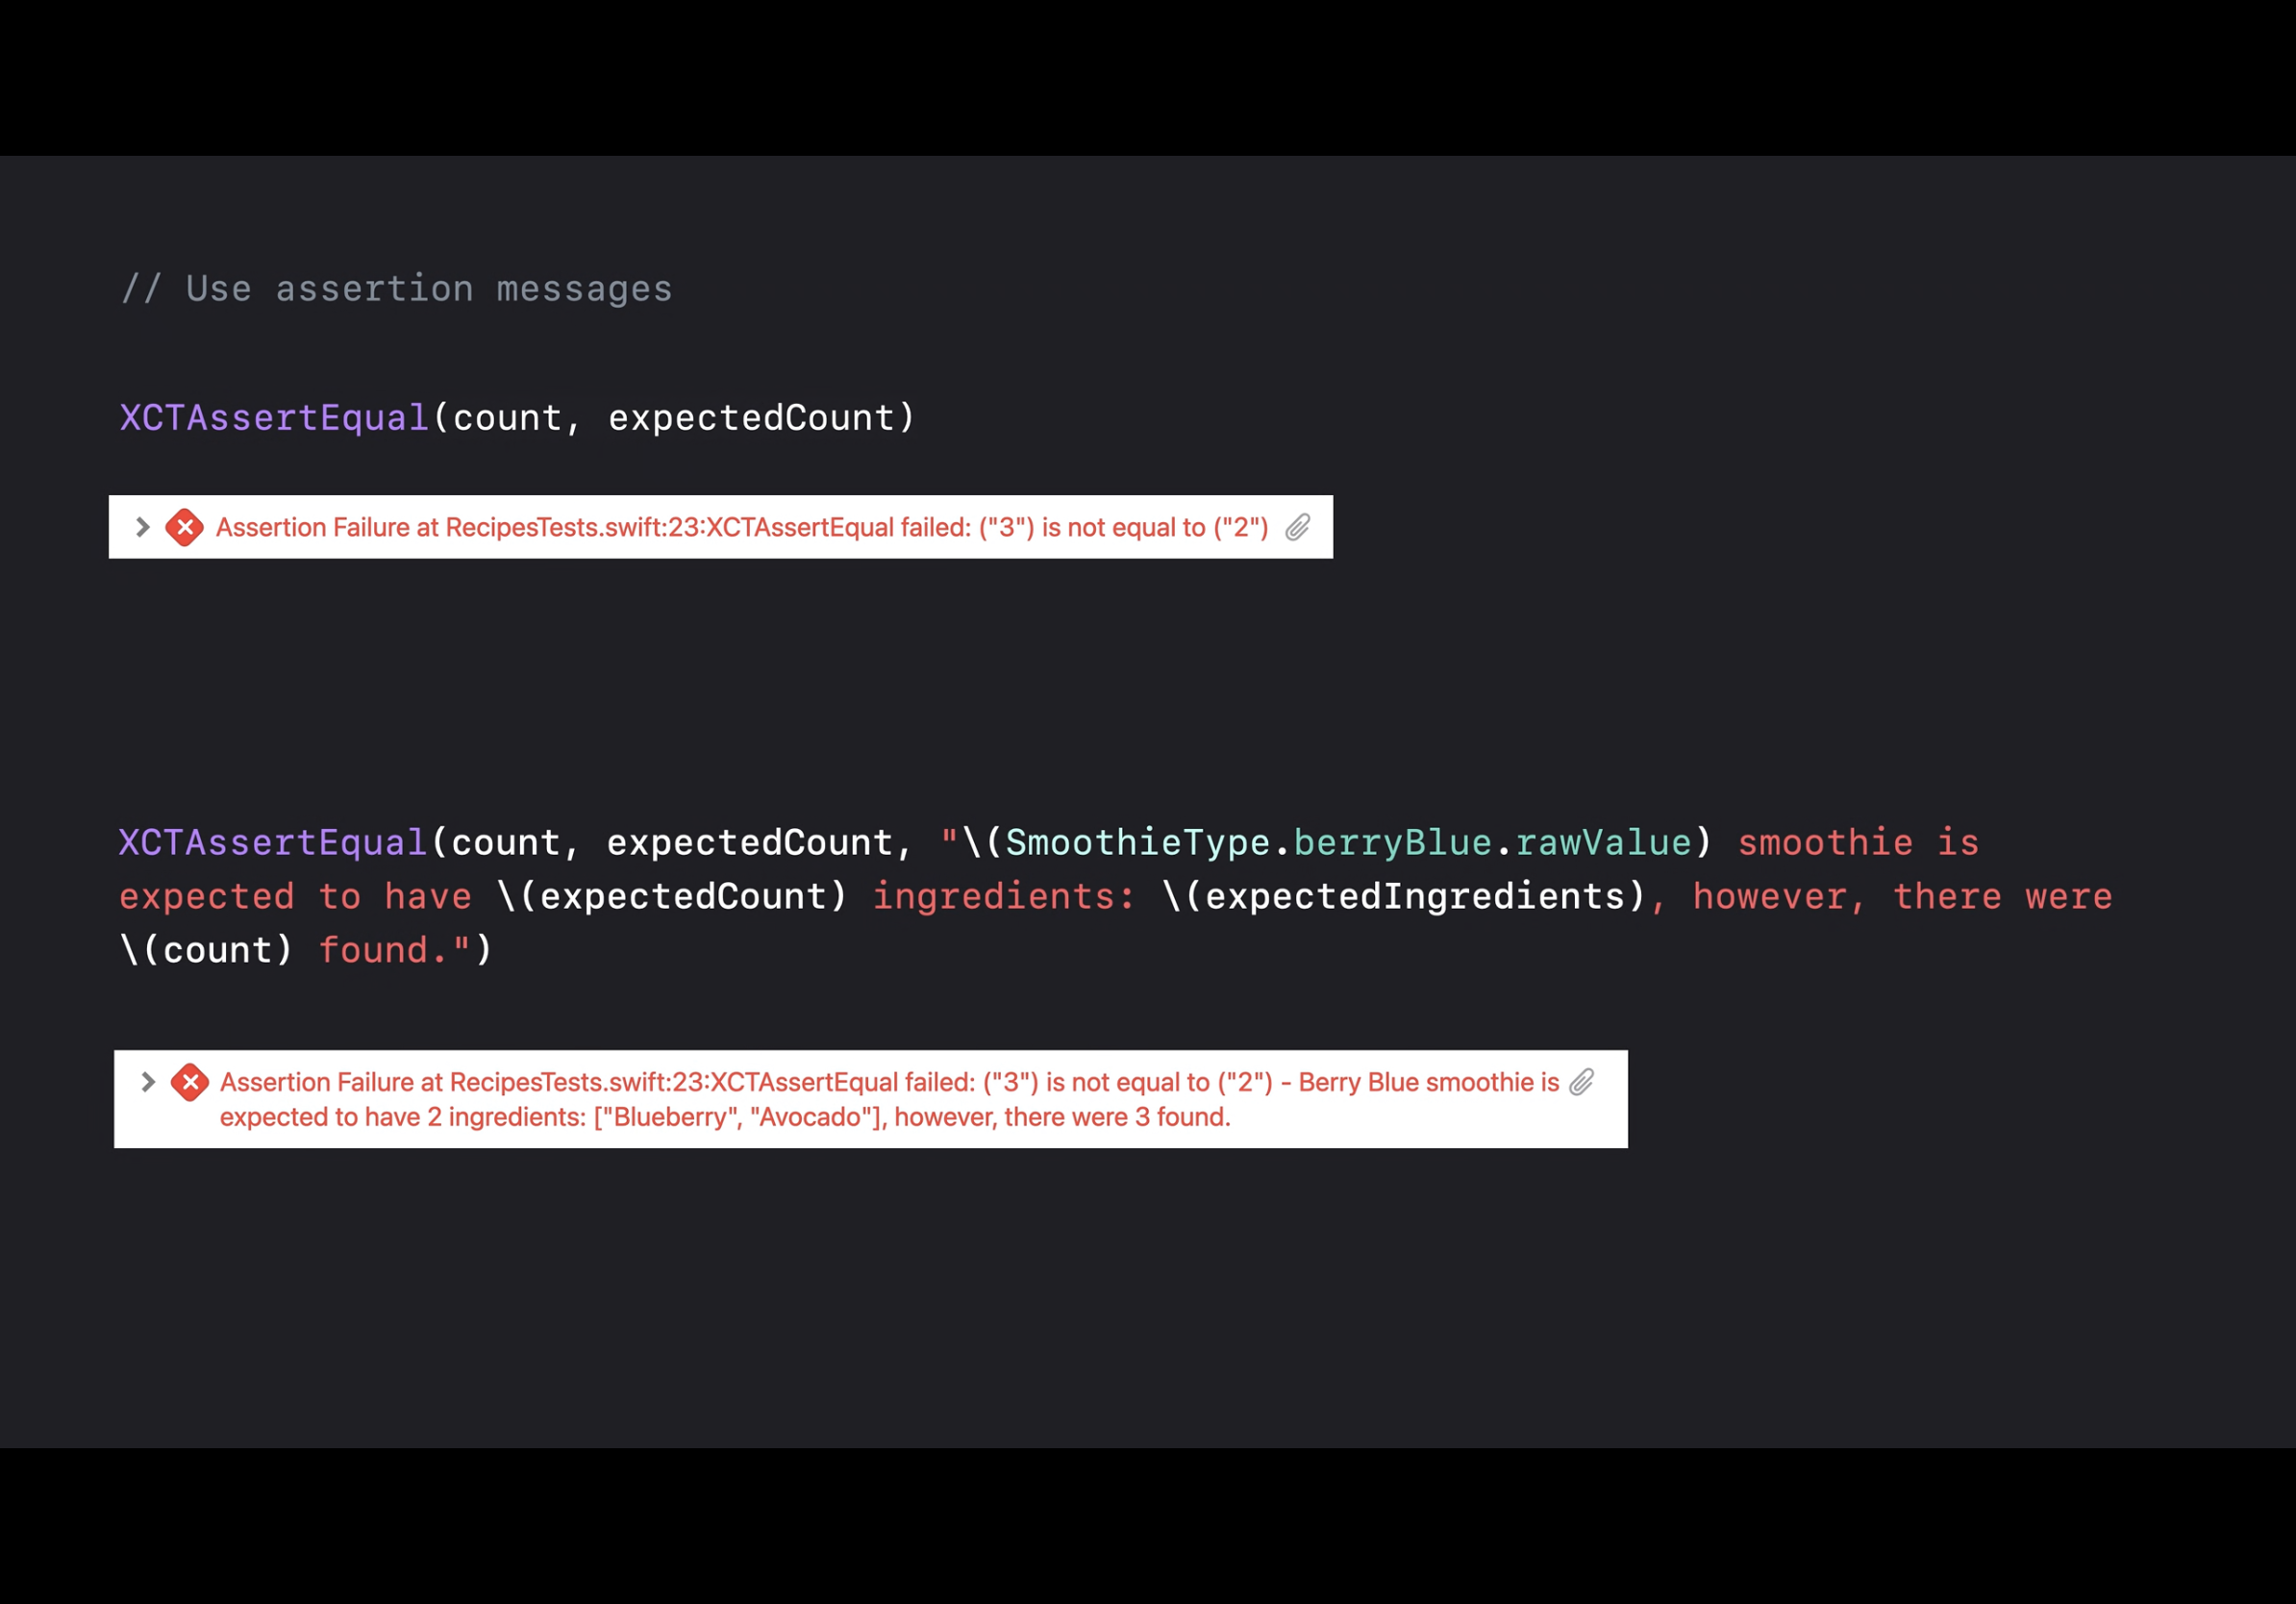 // Use assertion messages
XCTAssertEqual(count, expectedCount)
Assertion Failure at RecipesTests.swift:23:XCTAssertEqual failed: ("3") is not equal to ("2")
XCTAssertEqual(count, expectedCount, "\(SmoothieType.berryBlue.rawValue) smoothie is
expected to have \(expectedCount) ingredients: \(expectedIngredients), however, there were
\(count) found.")
Assertion Failure at RecipesTests.swift:23:XCTAssertEqual failed: ("3") is not equal to ("2") - Berry Blue smoothie is
expected to have 2 ingredients: ["Blueberry", "Avocado"], however, there were 3 found.